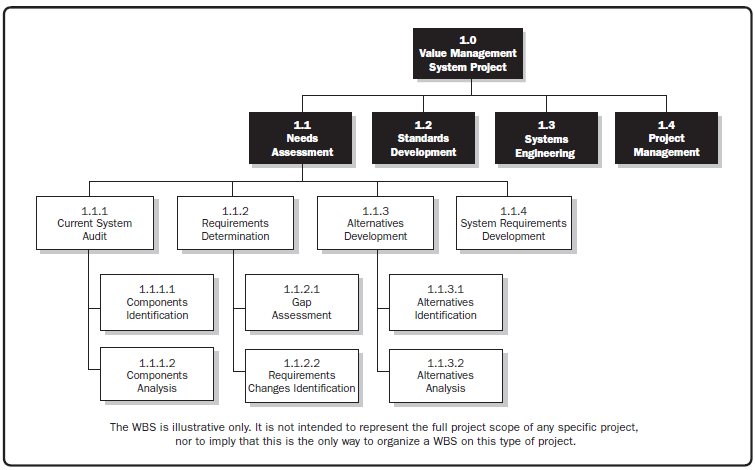 1.0
Value Management
System Project
1.1
Needs
Assessment
1.2
Standards
Development
1.3
Systems
Engineering
1.4
Project
Management
1.1.1
Current System
Audit
1.1.2
Requirements
Determination
1.1.3
Alternatives
Development
1.1.4
System Requirements
Development
1.1.1.1
Components
Identification
1.1.2.1
Gap
Assessment
1.1.3.1
Alternatives
Identification
1.1.1.2
Components
Analysis
1.1.2.2
Requirements
Changes Identification
1.1.3.2
Alternatives
Analysis
The WBS is illustrative only. It is not intended to represent the full project scope of any specific project,
nor to imply that this is the only way to organize a WBS on this type of project.